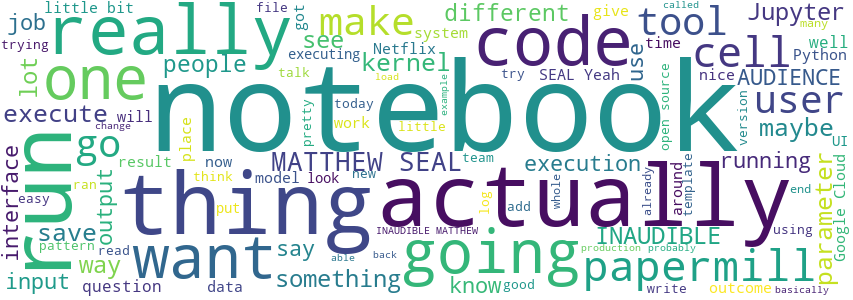 little bit file got really make different give Jupyter
job trying executing see system called many
lot people Netflix kernel code tool cell well
one talk try SEAL Yeah use time nice Python AUDIENCE
execute will load notebook open source version user
change pretty today work little example maybe
run go place MATTHEW SEAL execution team running UI
result now think model look new
interface easy ran put thing actually whole already around template add log parameter Google Cloud end
output save INAUDIBLE MATTHEW INAUDIBLE using
pattern read want say able back going production probably
input way question data something know good papermill write outcome basically